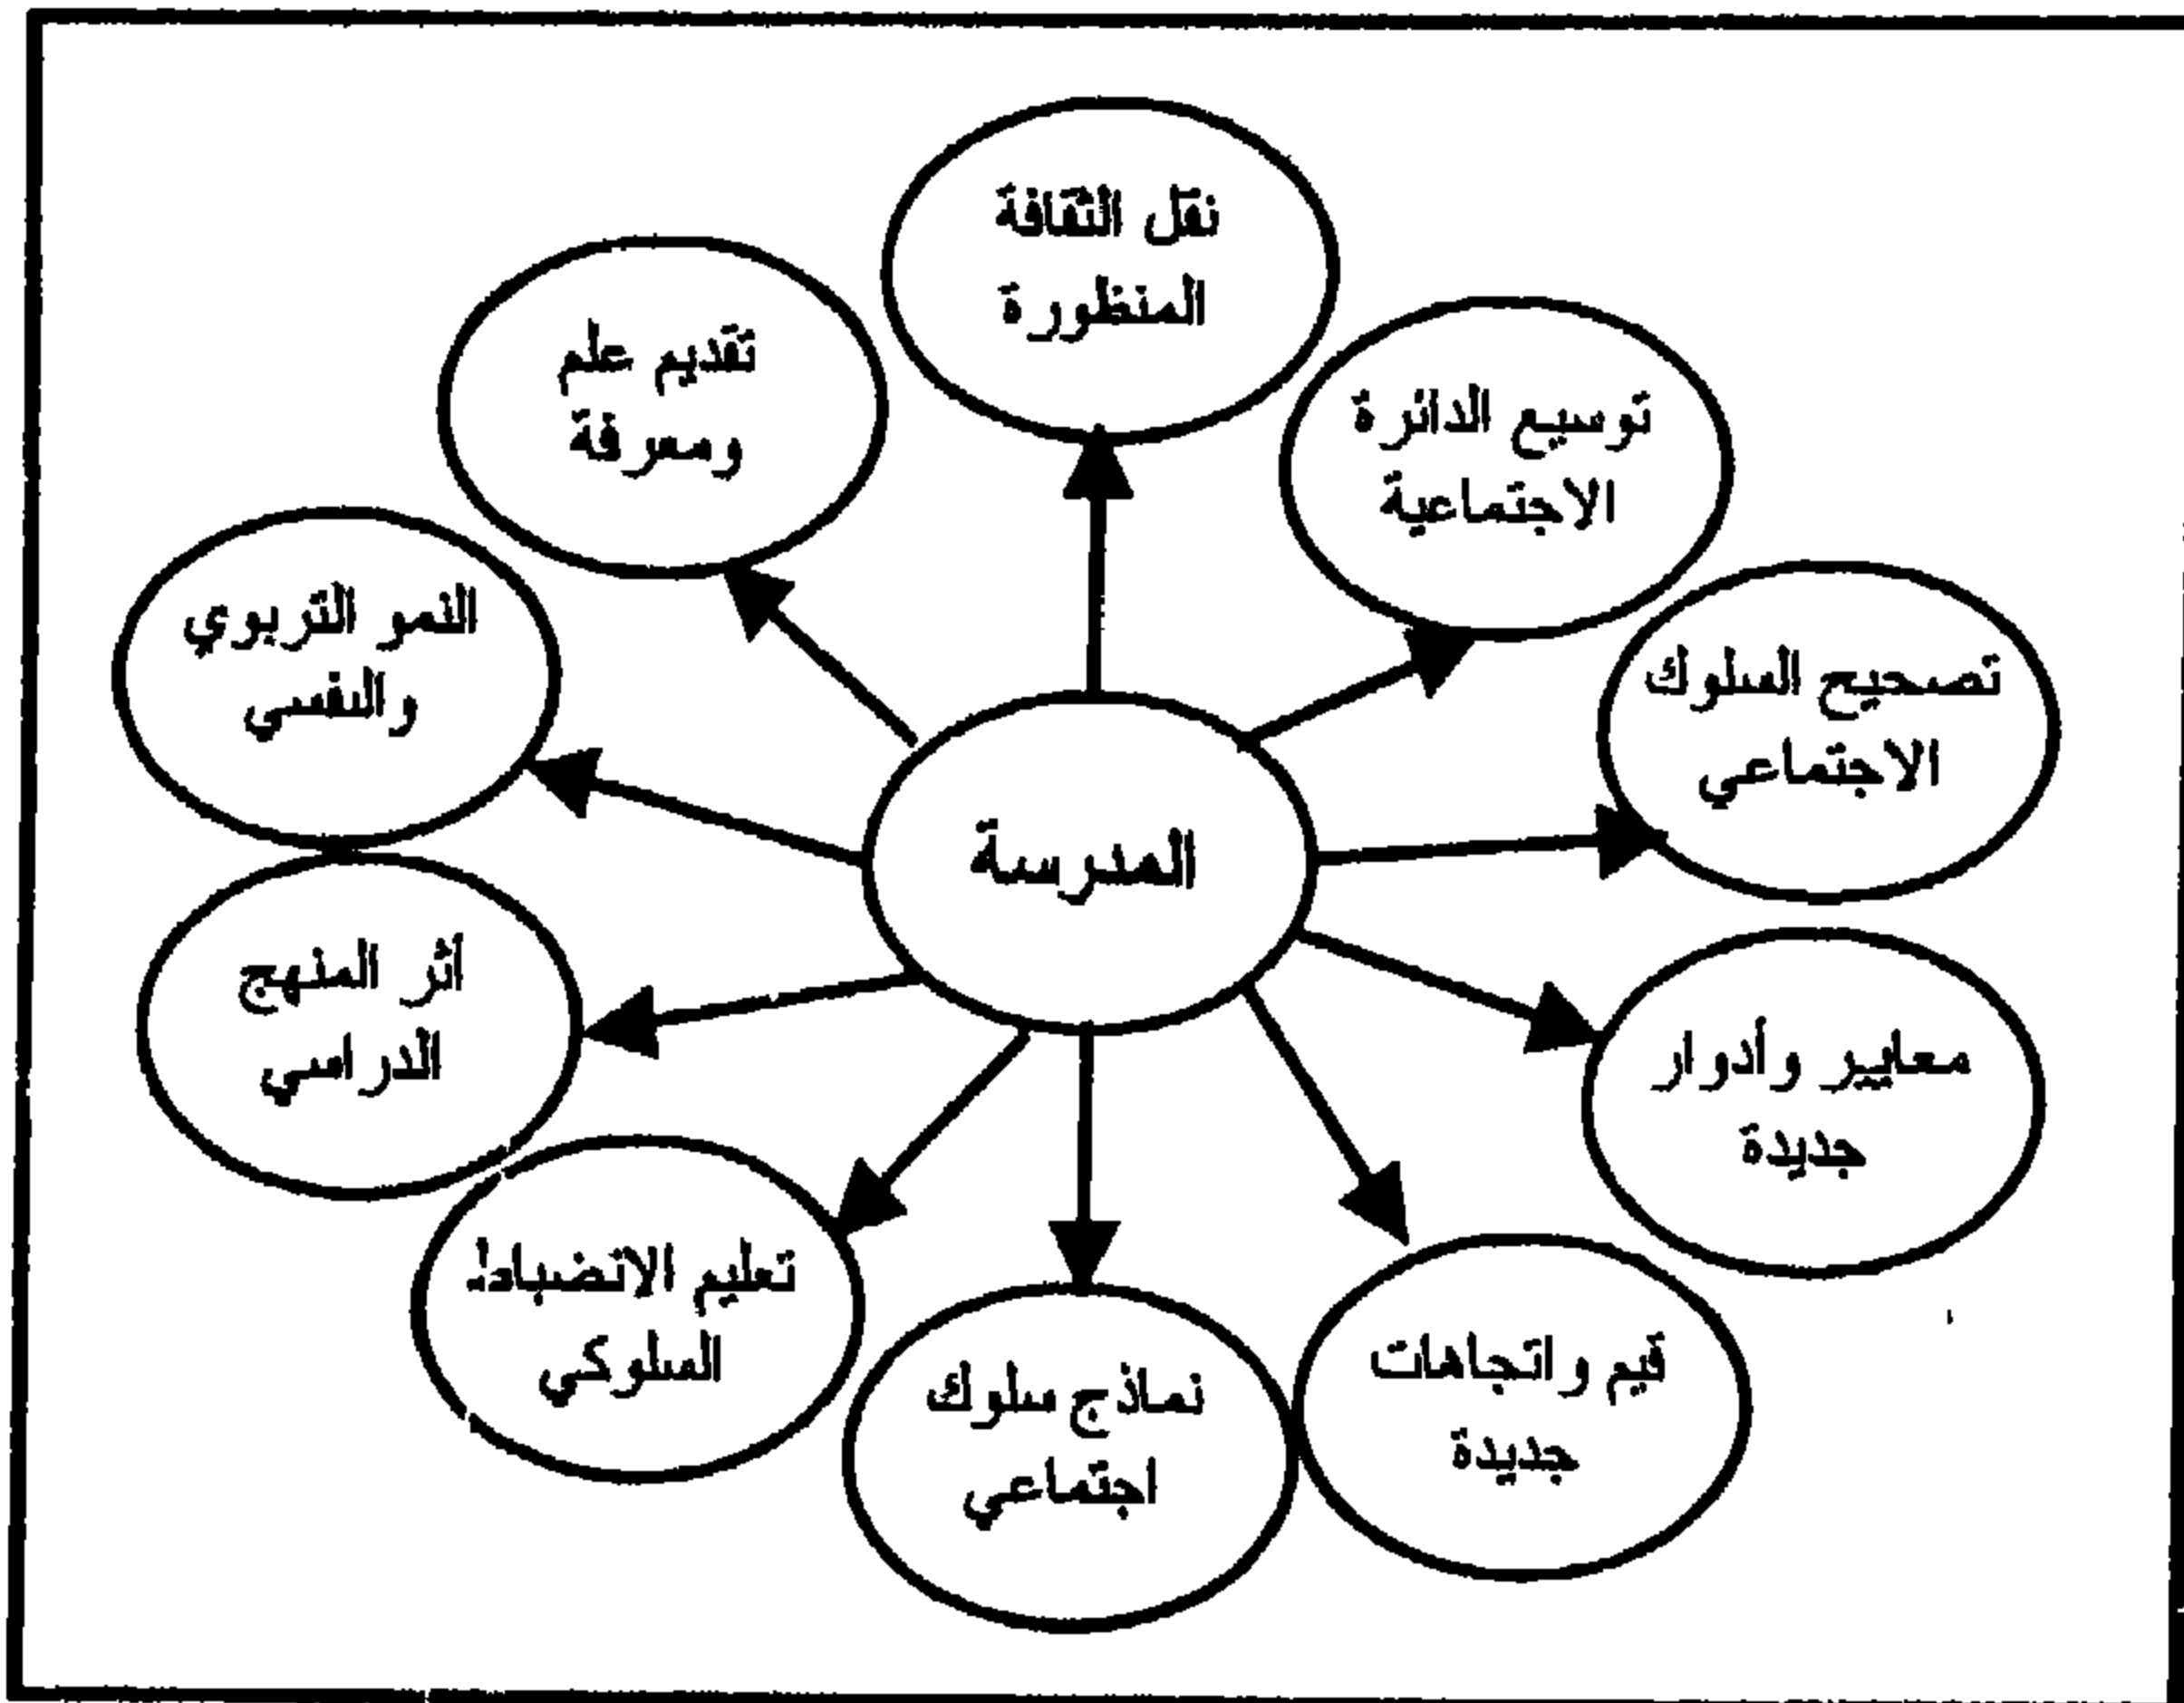 نقل الثقافة
المنظورة
توسيع الدائرة
الاجتماعية
تصحيح السلوك
الاجتماعي
معايير وأدوار
جديدة
قيم واتجاهات
جديدة
نماذج سلوك
اجتماعي
تعليم الانضباط
السلوكي
أثر المنهج
الدراسي
النمو التربوي
والنفسي
تقديم علم
ومعرفة
المدرسة